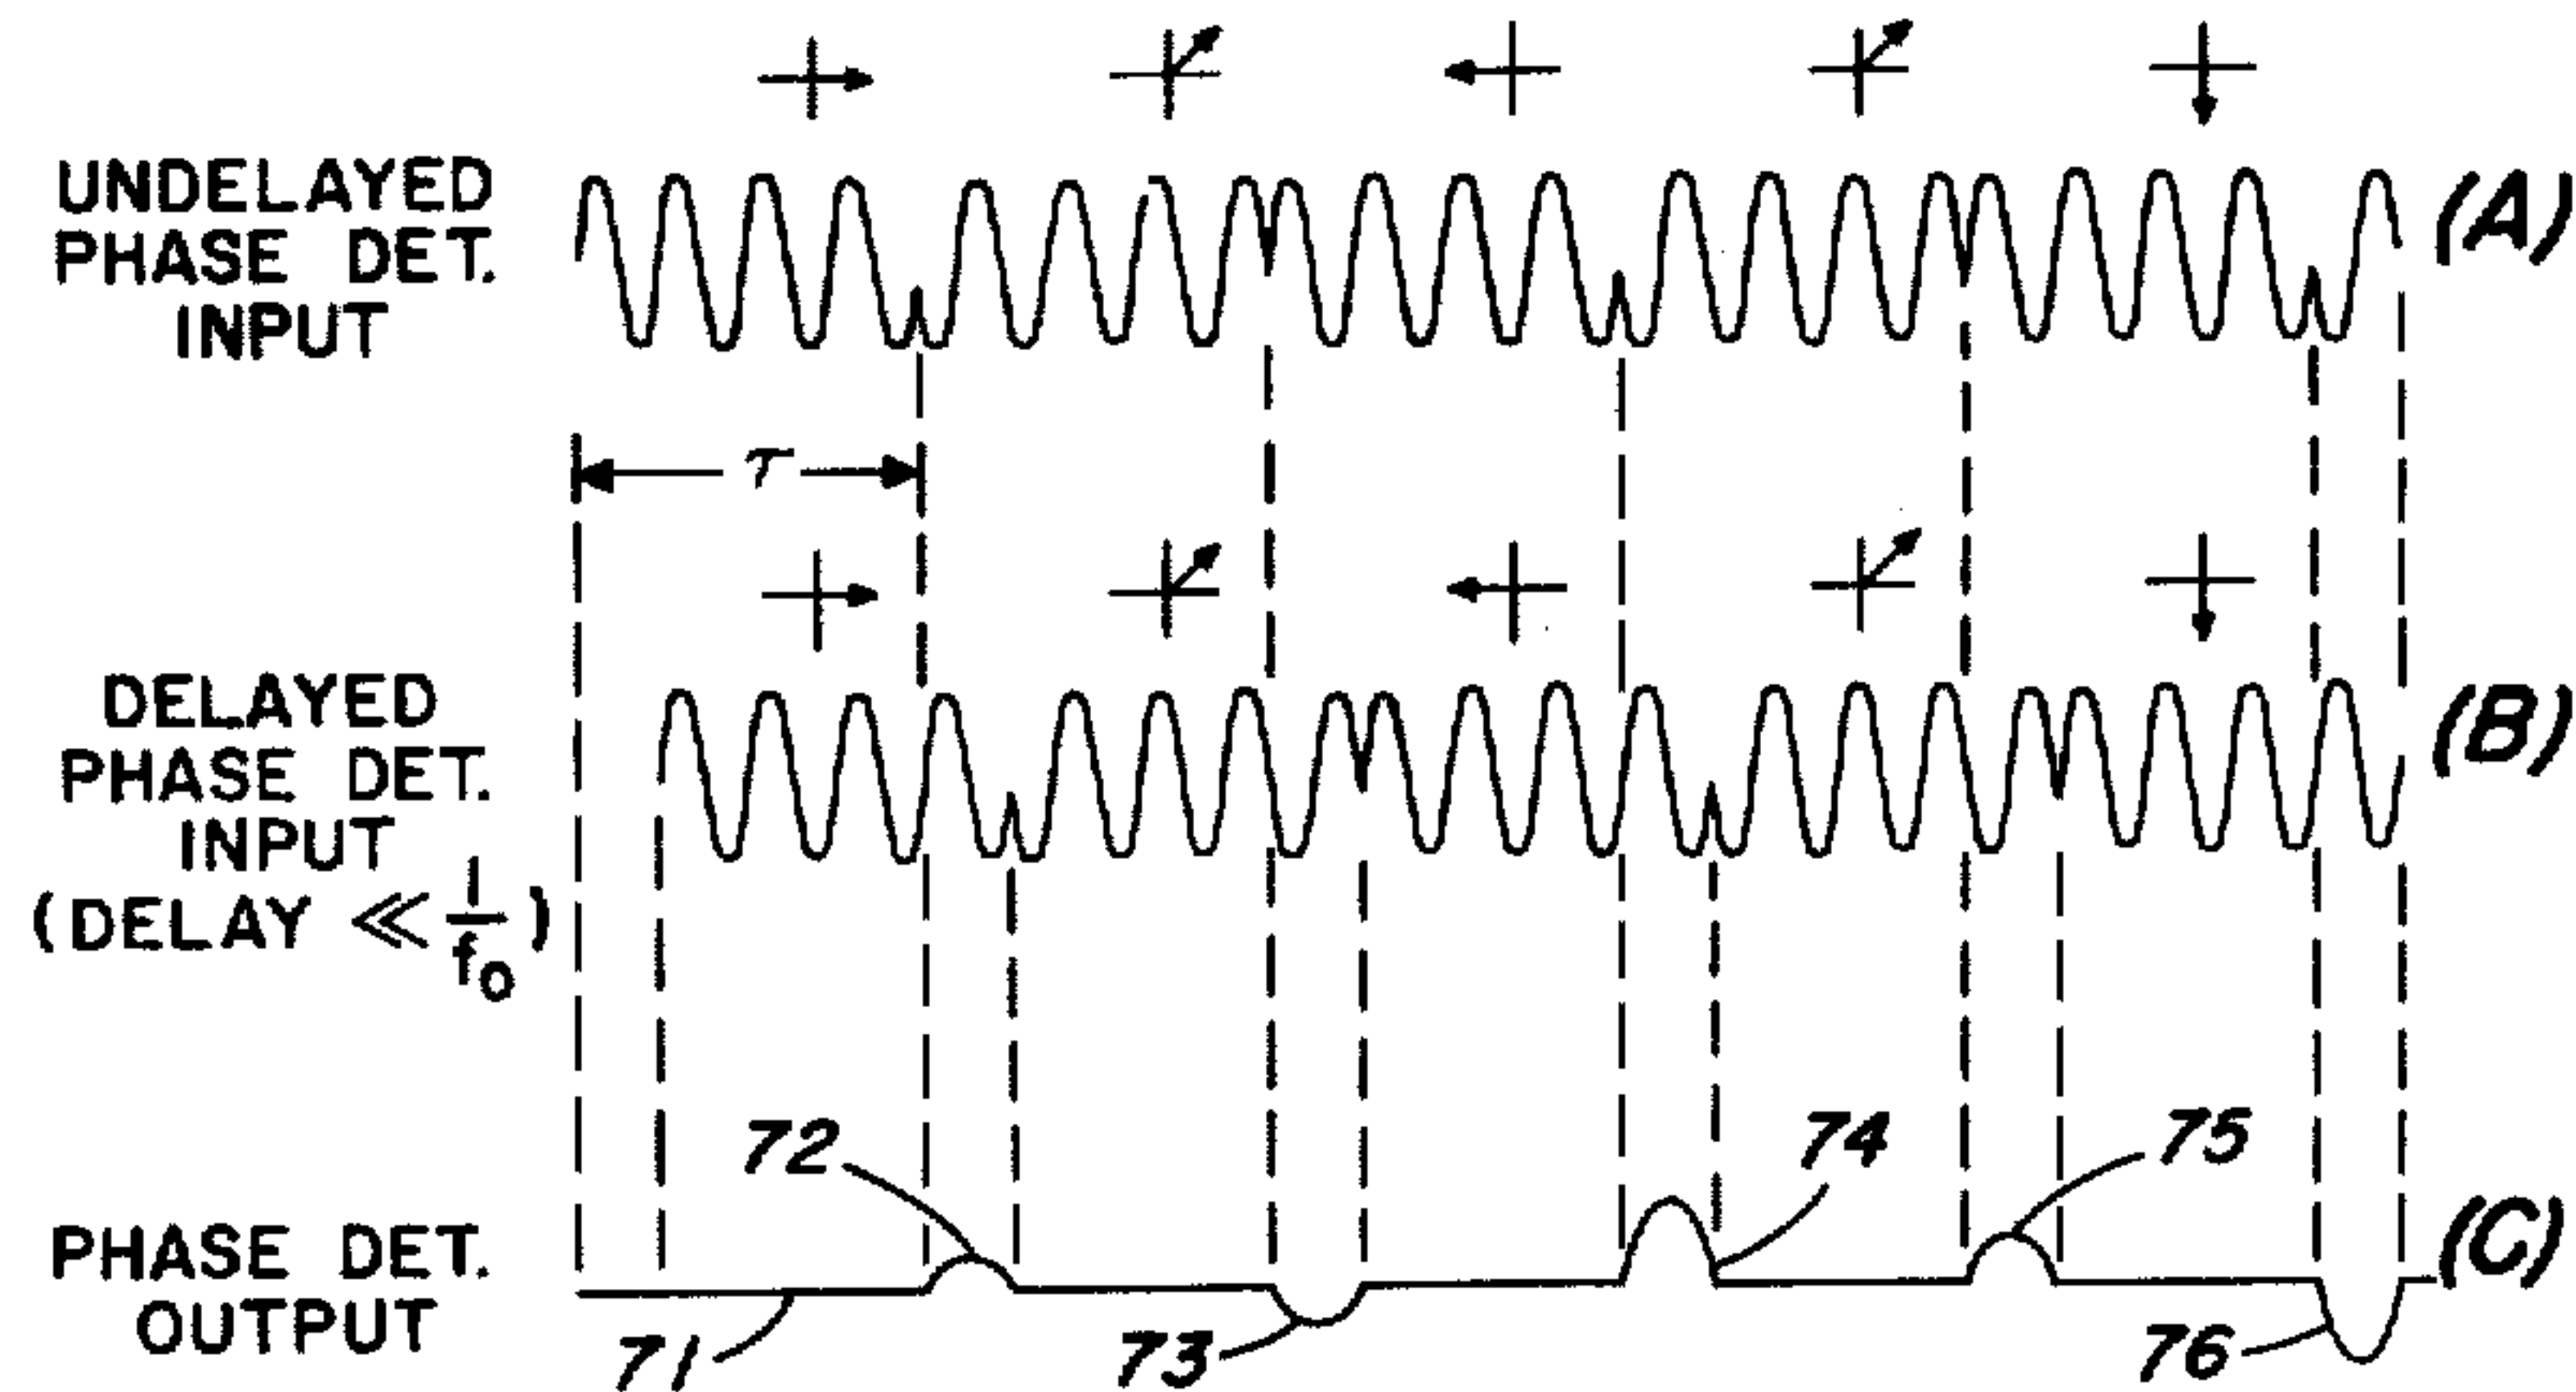 UNDELAYED
PHASE DET.
INPUT
(A)
τ
DELAYED
PHASE DET.
INPUT
(DELAY ≪ 1/f₀)
(B)
72
74
75
PHASE DET.
OUTPUT
(C)
71
73
76